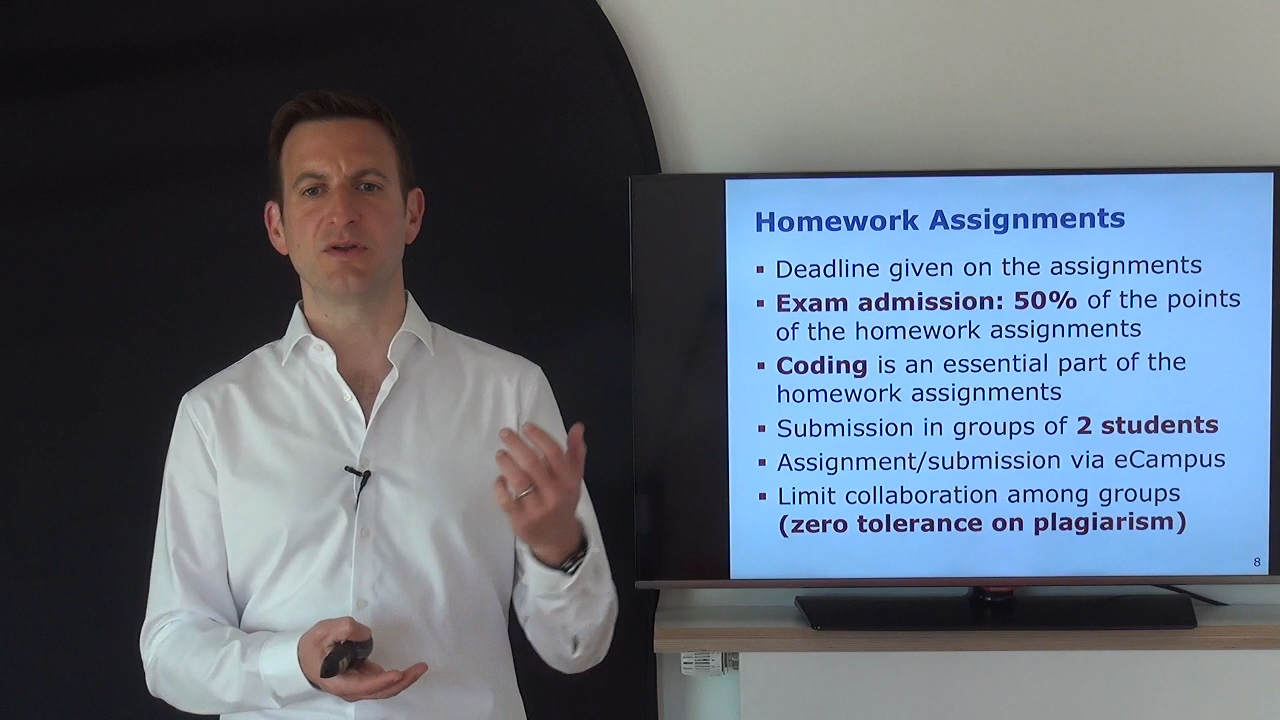 Homework Assignments
▪ Deadline given on the assignments
▪ Exam admission: 50% of the points
of the homework assignments
▪ Coding is an essential part of the
homework assignments
▪ Submission in groups of 2 students
▪ Assignment/submission via eCampus
▪ Limit collaboration among groups
(zero tolerance on plagiarism)
8